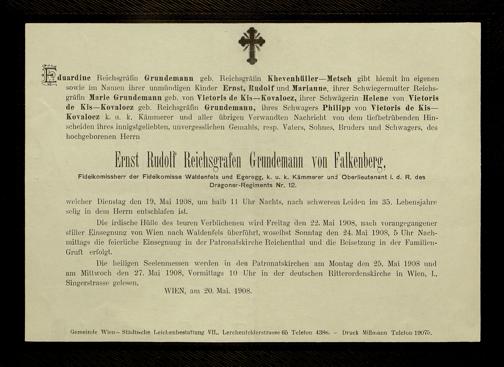 Eduardine Reichsgräfin Grundemann geb. Reichsgräfin Khevenhüller—Metsch gibt hiemit im eigenen
sowie im Namen ihrer unmündigen Kinder Ernst, Rudolf und Marianne, ihrer Schwiegermutter Reichs-
gräfin Marie Grundemann geb. von Victoris de Kis—Kovalocz, ihrer Schwägerin Helene von Victoris
de Kis—Kovalocz geb. Reichsgräfin Grundemann, ihres Schwagers Philipp von Victoris de Kis—
Kovalocz k. u. k. Kämmerer und aller übrigen Verwandten Nachricht von dem tiefbetrübenden Hin-
scheiden ihres innigstgeliebten, unvergesslichen Gemahls, resp. Vaters, Sohnes, Bruders und Schwagers, des
hochgeborenen Herrn
Ernst Rudolf Reichsgrafen Grundemann von Falkenberg,
Fideikommissherr der Fideikomisse Waldenfels und Egeregg, k. u. k. Kämmerer und Oberlieutenant i. d. R. des
Dragoner-Regiments Nr. 12.
welcher Dienstag den 19. Mai 1908, um halb 11 Uhr Nachts, nach schwerem Leiden im 35. Lebensjahre
selig in dem Herrn entschlafen ist.
Die irdische Hülle des teuren Verblichenen wird Freitag den 22. Mai 1908, nach vorangegangener
stiller Einsegnung von Wien nach Waldenfels überführt, woselbst Sonntag den 24. Mai 1908, 5 Uhr Nach-
mittags die feierliche Einsegnung in der Patronatskirche Reichenthal und die Beisetzung in der Familien-
Gruft erfolgt.
Die heiligen Seelenmessen werden in den Patronatskirchen am Montag den 25. Mai 1908 und
am Mittwoch den 27. Mai 1908, Vormittags 10 Uhr in der deutschen Ritterordenskirche in Wien, I.,
Singerstrasse gelesen.
WIEN, am 20. Mai. 1908.
Gemeinde Wien — Städtische Leichenbestattung VII., Lerchenfelderstrasse 65 Telefon 4386. — Druck Mißmann Telefon 19075.